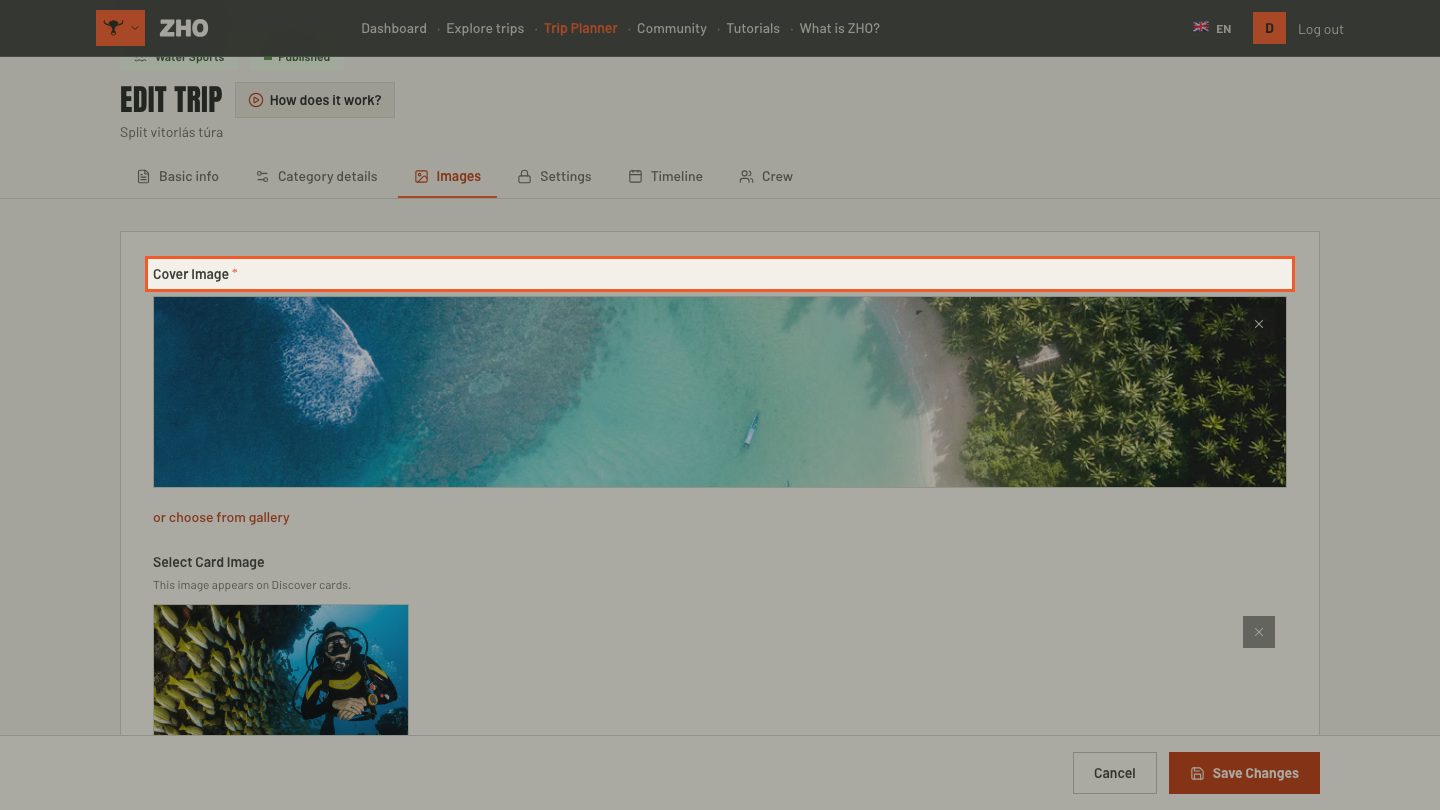 ZHO
Dashboard · Explore trips · Trip Planner · Community · Tutorials · What is ZHO?
EN
D
Log out
Water Sports
Published
EDIT TRIP
How does it work?
Split vitorlás túra
Basic info
Category details
Images
Settings
Timeline
Crew
Cover Image *
or choose from gallery
Select Card Image
This image appears on Discover cards.
Cancel
Save Changes